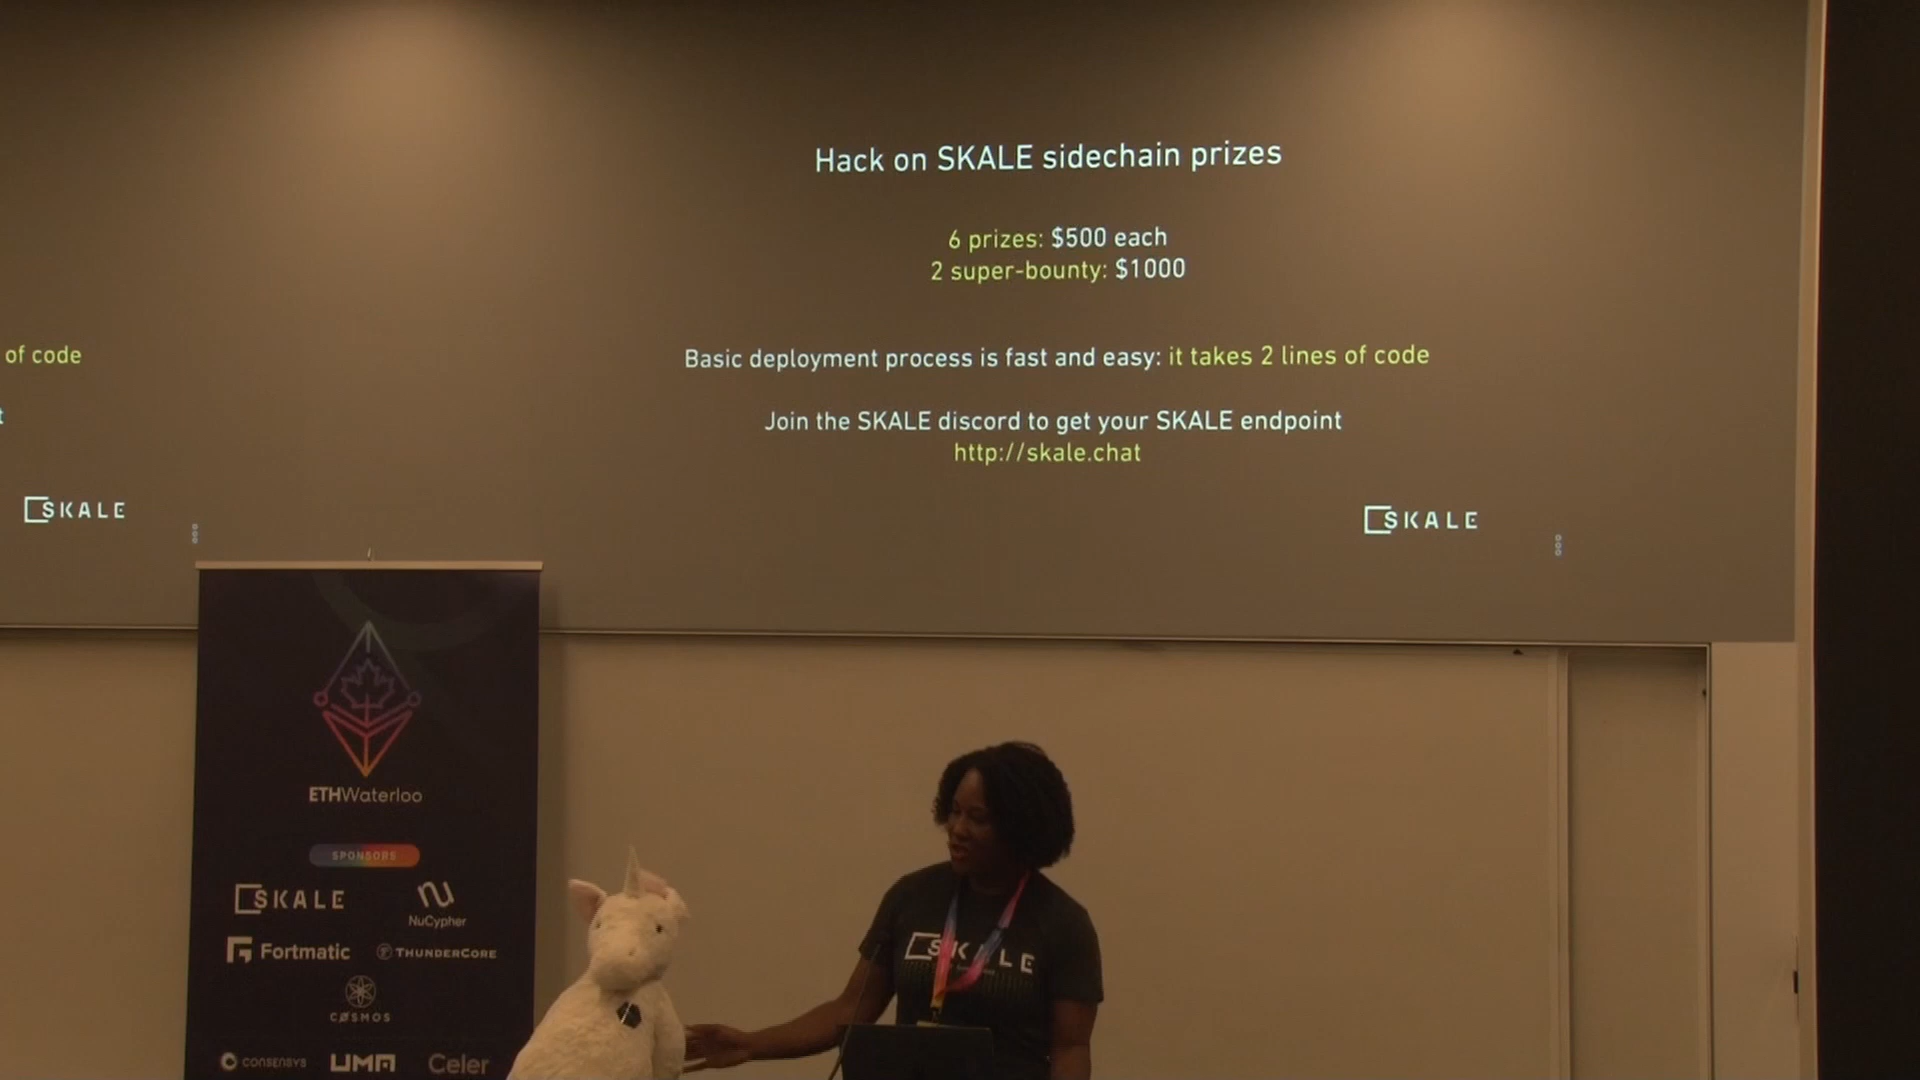 Hack on SKALE sidechain prizes
6 prizes: $500 each
2 super-bounty: $1000
Basic deployment process is fast and easy: it takes 2 lines of code
Join the SKALE discord to get your SKALE endpoint
http://skale.chat
SKALE
of code
t
SKALE
ETHWaterloo
SPONSORS
SKALE
NuCypher
Fortmatic
THUNDERCORE
COSMOS
CONSENSYS
UMA
Celer
SKALE